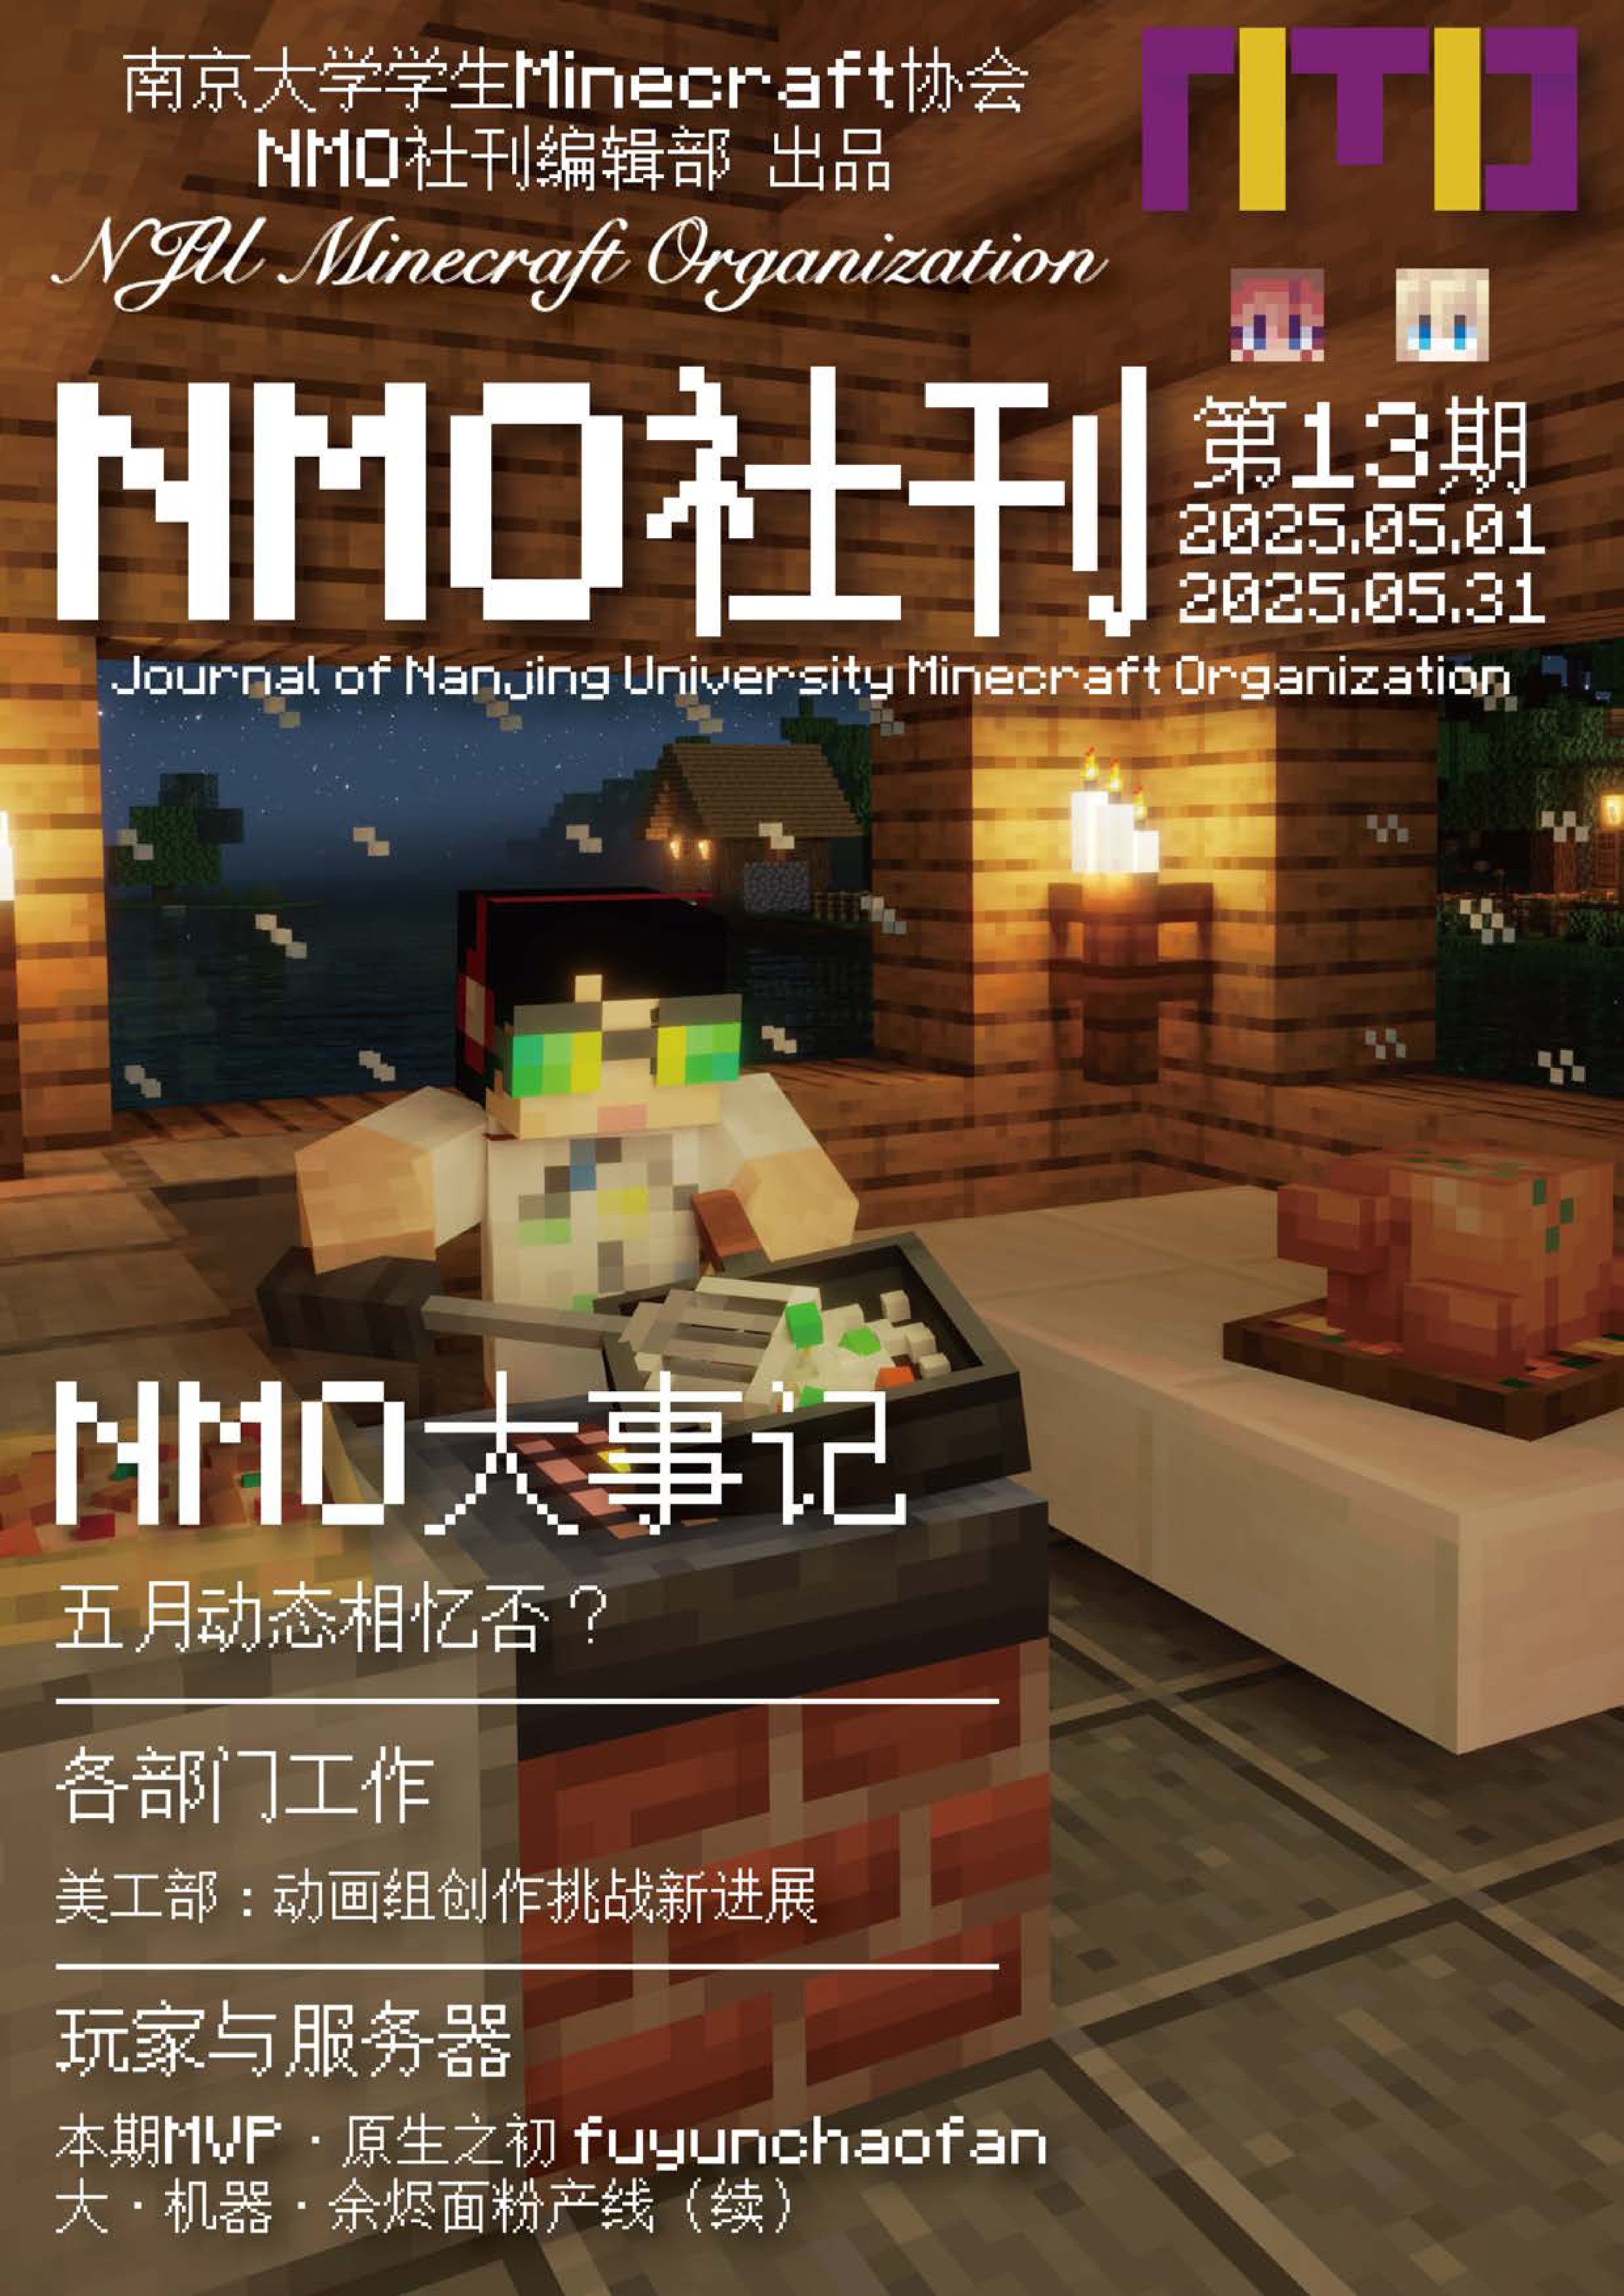 南京大学学生Minecraft协会
NMO社刊编辑部 出品
NJU Minecraft Organization
NMO
NMO社刊
第13期
2025.05.01
2025.05.31
Journal of Nanjing University Minecraft Organization
NMO大事记
五月动态相忆否？
各部门工作
美工部：动画组创作挑战新进展
玩家与服务器
本期MVP·原生之初 fuyunchaofan
大·机器·余烬面粉产线（续）